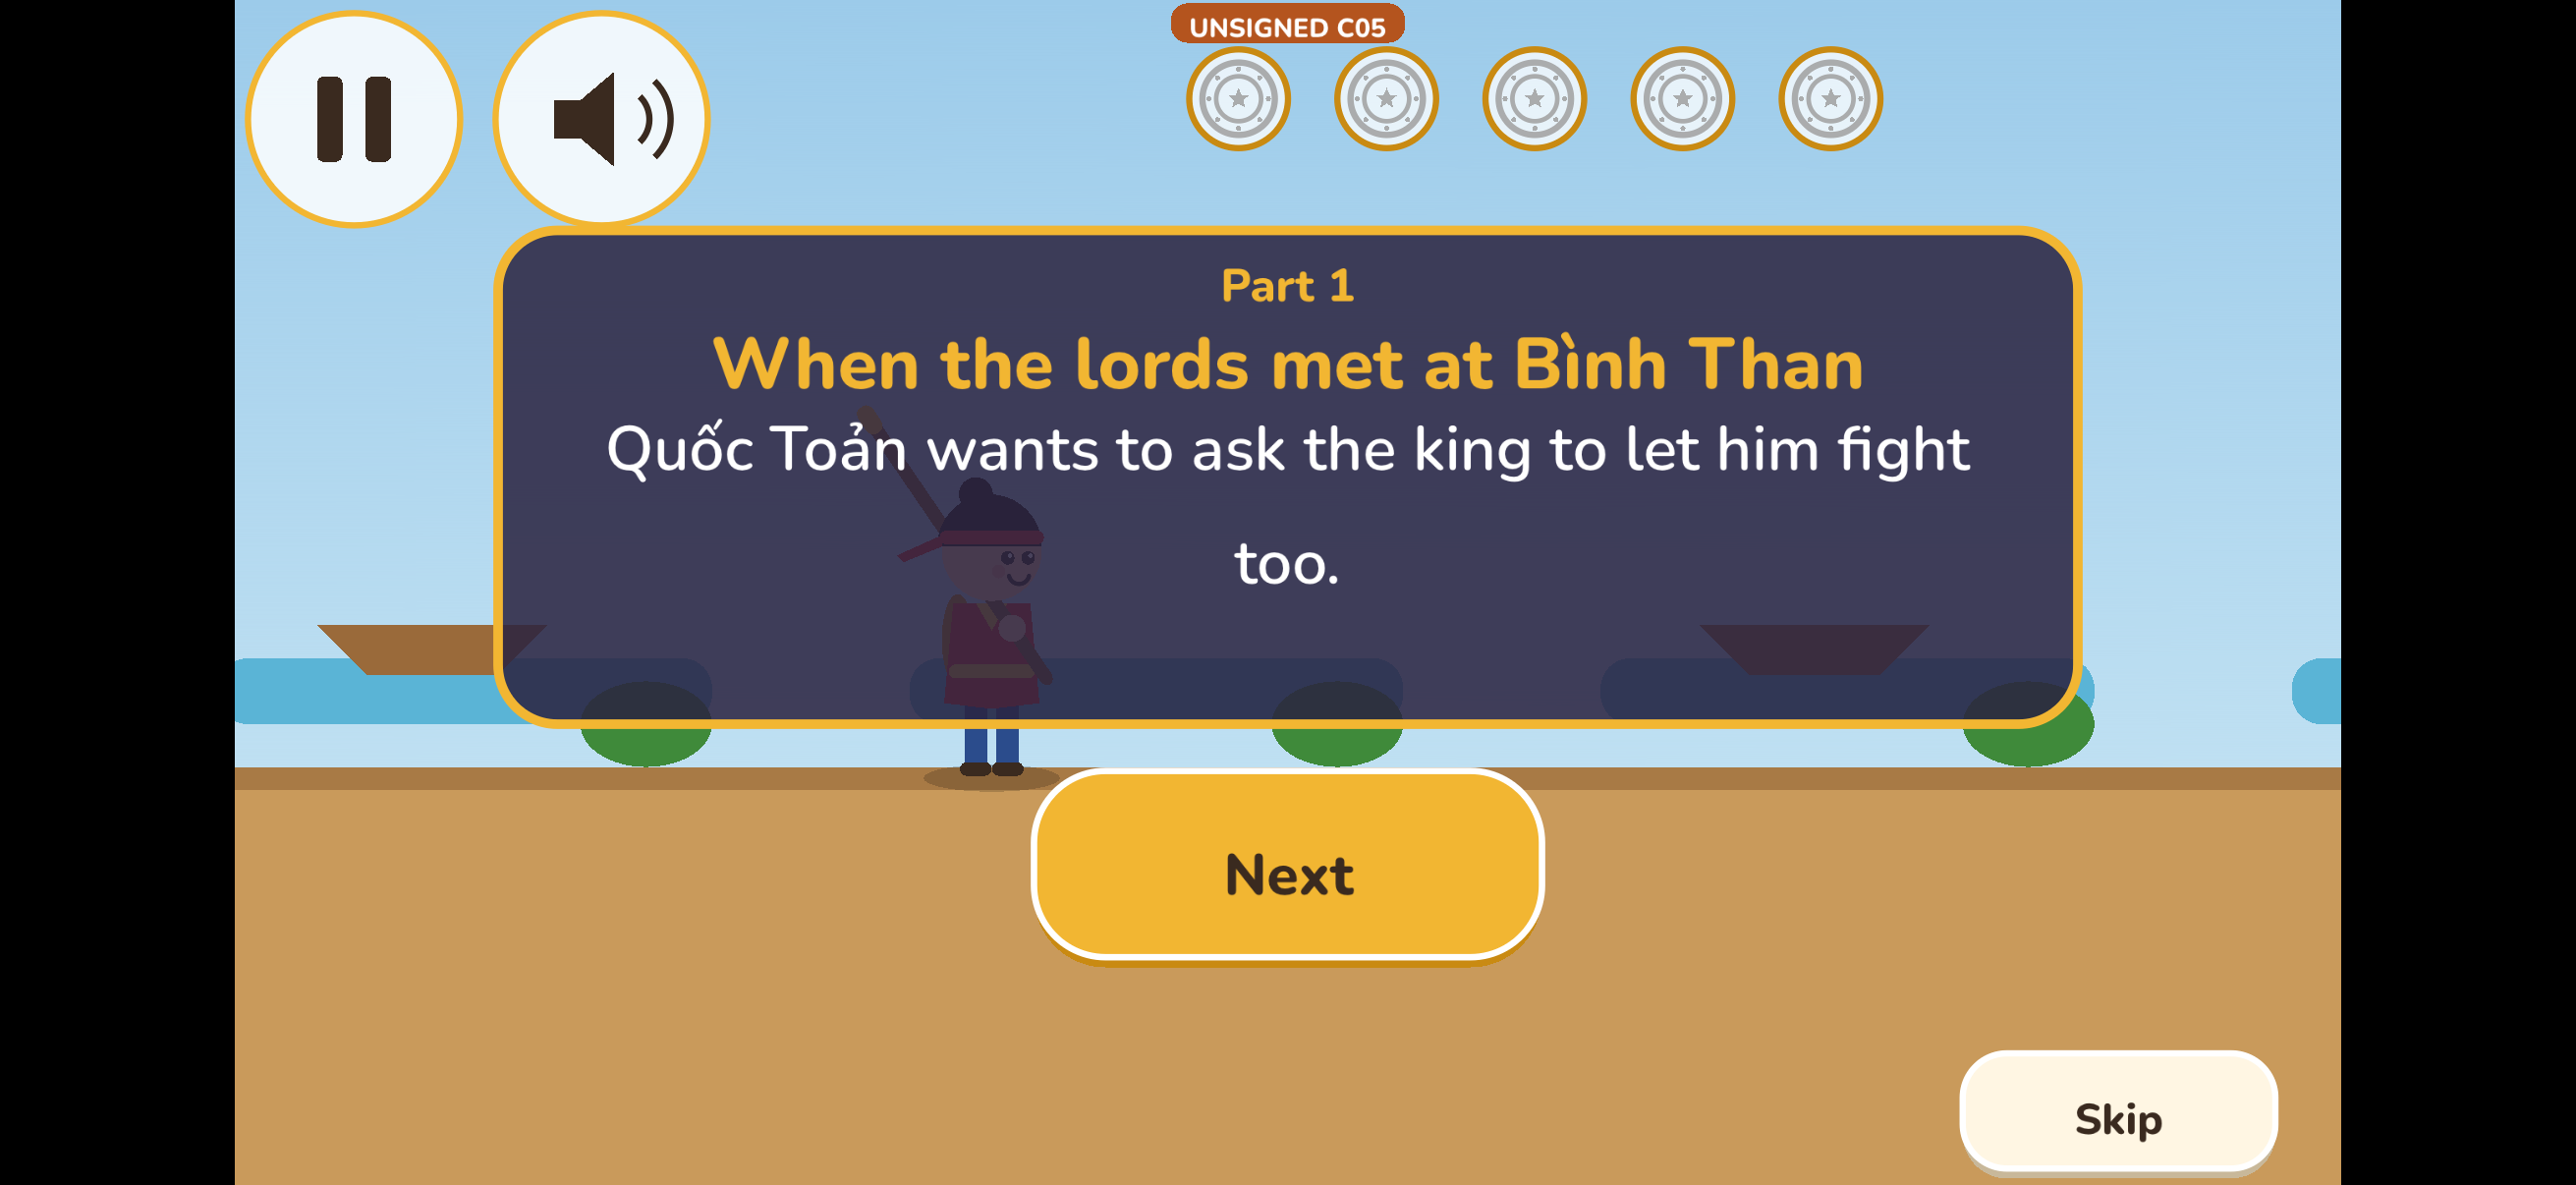 UNSIGNED C05
Part 1
When the lords met at Bình Than
Quốc Toản wants to ask the king to let him fight
too.
Next
Skip